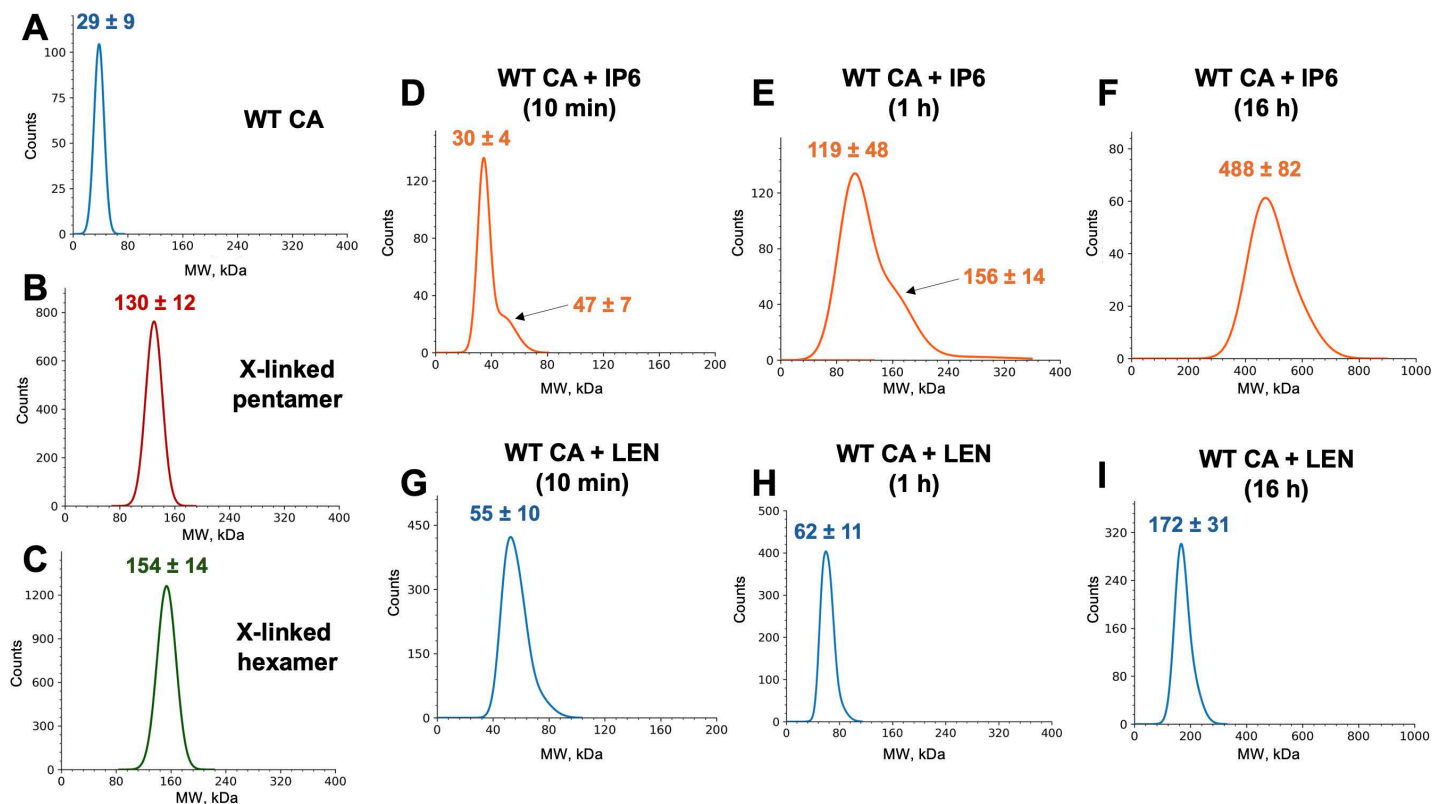 A
29 ± 9
WT CA
Counts
100
75
50
25
0
0 80 160 240 320 400
MW, kDa
B
130 ± 12
X-linked
pentamer
Counts
800
600
400
200
0
0 80 160 240 320 400
MW, kDa
C
154 ± 14
X-linked
hexamer
Counts
1200
900
600
300
0
0 80 160 240 320 400
MW, kDa
D
WT CA + IP6
(10 min)
30 ± 4
47 ± 7
Counts
120
80
40
0
0 40 80 120 160 200
MW, kDa
E
WT CA + IP6
(1 h)
119 ± 48
156 ± 14
Counts
120
80
40
0
0 80 160 240 320 400
MW, kDa
F
WT CA + IP6
(16 h)
488 ± 82
Counts
80
60
40
20
0
0 200 400 600 800 1000
MW, kDa
G
WT CA + LEN
(10 min)
55 ± 10
Counts
450
300
150
0
0 40 80 120 160 200
MW, kDa
H
WT CA + LEN
(1 h)
62 ± 11
Counts
500
400
300
200
100
0
0 80 160 240 320 400
MW, kDa
I
WT CA + LEN
(16 h)
172 ± 31
Counts
320
240
160
80
0
0 200 400 600 800 1000
MW, kDa